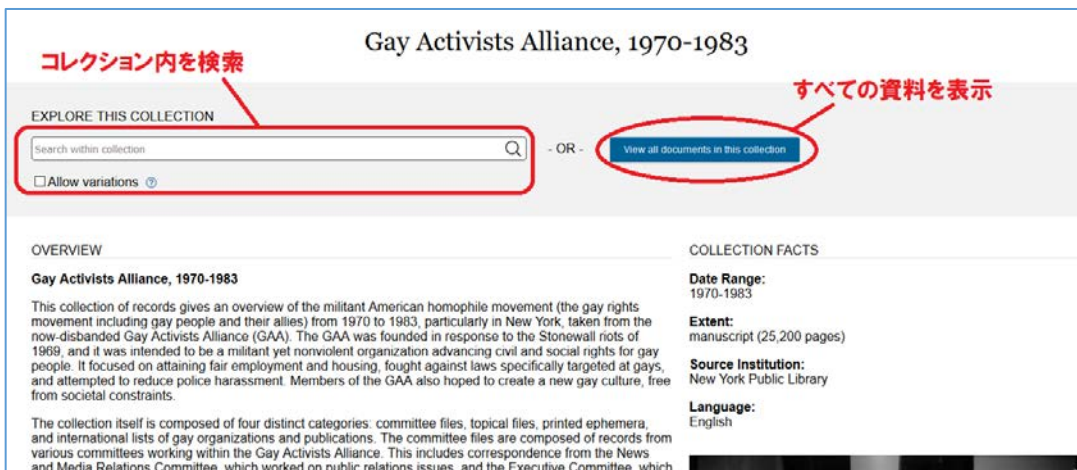 Gay Activists Alliance, 1970-1983
コレクション内を検索
すべての資料を表示
EXPLORE THIS COLLECTION
Search within collection
- OR -
View all documents in this collection
Allow variations ?
OVERVIEW
Gay Activists Alliance, 1970-1983
This collection of records gives an overview of the militant American homophile movement (the gay rights
movement including gay people and their allies) from 1970 to 1983, particularly in New York, taken from the
now-disbanded Gay Activists Alliance (GAA). The GAA was founded in response to the Stonewall riots of
1969, and it was intended to be a militant yet nonviolent organization advancing civil and social rights for gay
people. It focused on attaining fair employment and housing, fought against laws specifically targeted at gays,
and attempted to reduce police harassment. Members of the GAA also hoped to create a new gay culture, free
from societal constraints.
The collection itself is composed of four distinct categories: committee files, topical files, printed ephemera,
and international lists of gay organizations and publications. The committee files are composed of records from
various committees working within the Gay Activists Alliance. This includes correspondence from the News
and Media Relations Committee, which worked on public relations issues, and the Executive Committee, which
COLLECTION FACTS
Date Range:
1970-1983
Extent:
manuscript (25,200 pages)
Source Institution:
New York Public Library
Language:
English